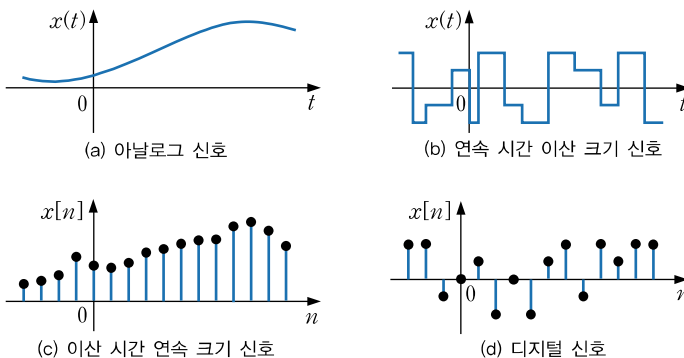 x(t)
0
t
(a) 아날로그 신호
x(t)
0
t
(b) 연속 시간 이산 크기 신호
x[n]
0
n
(c) 이산 시간 연속 크기 신호
x[n]
0
n
(d) 디지털 신호